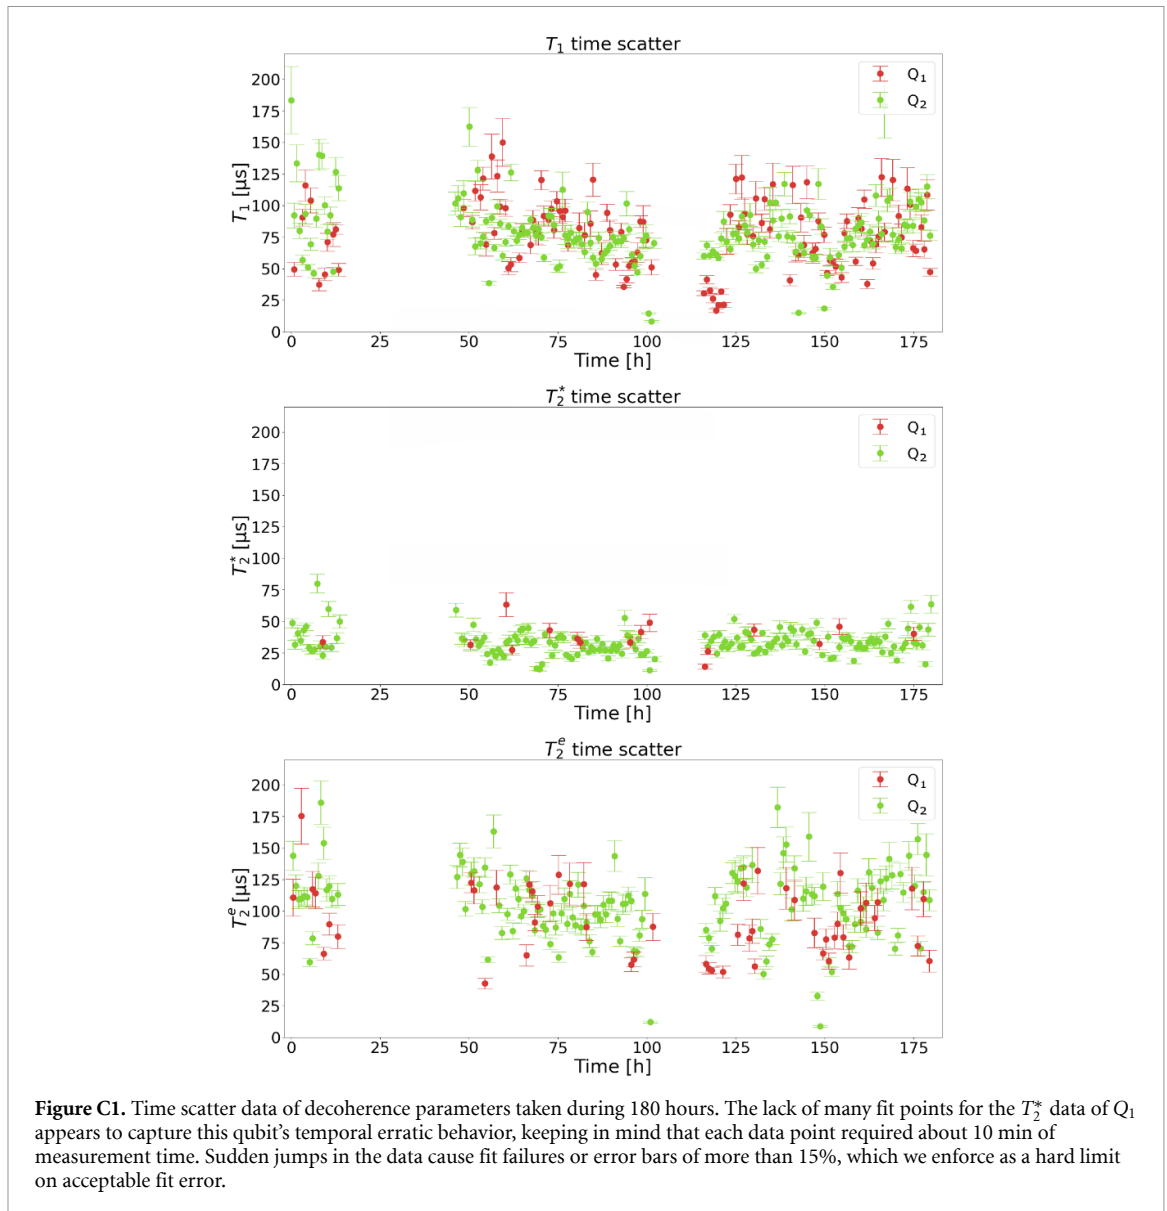 T₁ time scatter
Q₁
Q₂
T₁ [µs]
200
175
150
125
100
75
50
25
0
0 25 50 75 100 125 150 175
Time [h]
T₂* time scatter
Q₁
Q₂
T₂* [µs]
200
175
150
125
100
75
50
25
0
0 25 50 75 100 125 150 175
Time [h]
T₂ᵉ time scatter
Q₁
Q₂
T₂ᵉ [µs]
200
175
150
125
100
75
50
25
0
0 25 50 75 100 125 150 175
Time [h]
Figure C1. Time scatter data of decoherence parameters taken during 180 hours. The lack of many fit points for the T₂* data of Q₁
appears to capture this qubit's temporal erratic behavior, keeping in mind that each data point required about 10 min of
measurement time. Sudden jumps in the data cause fit failures or error bars of more than 15%, which we enforce as a hard limit
on acceptable fit error.